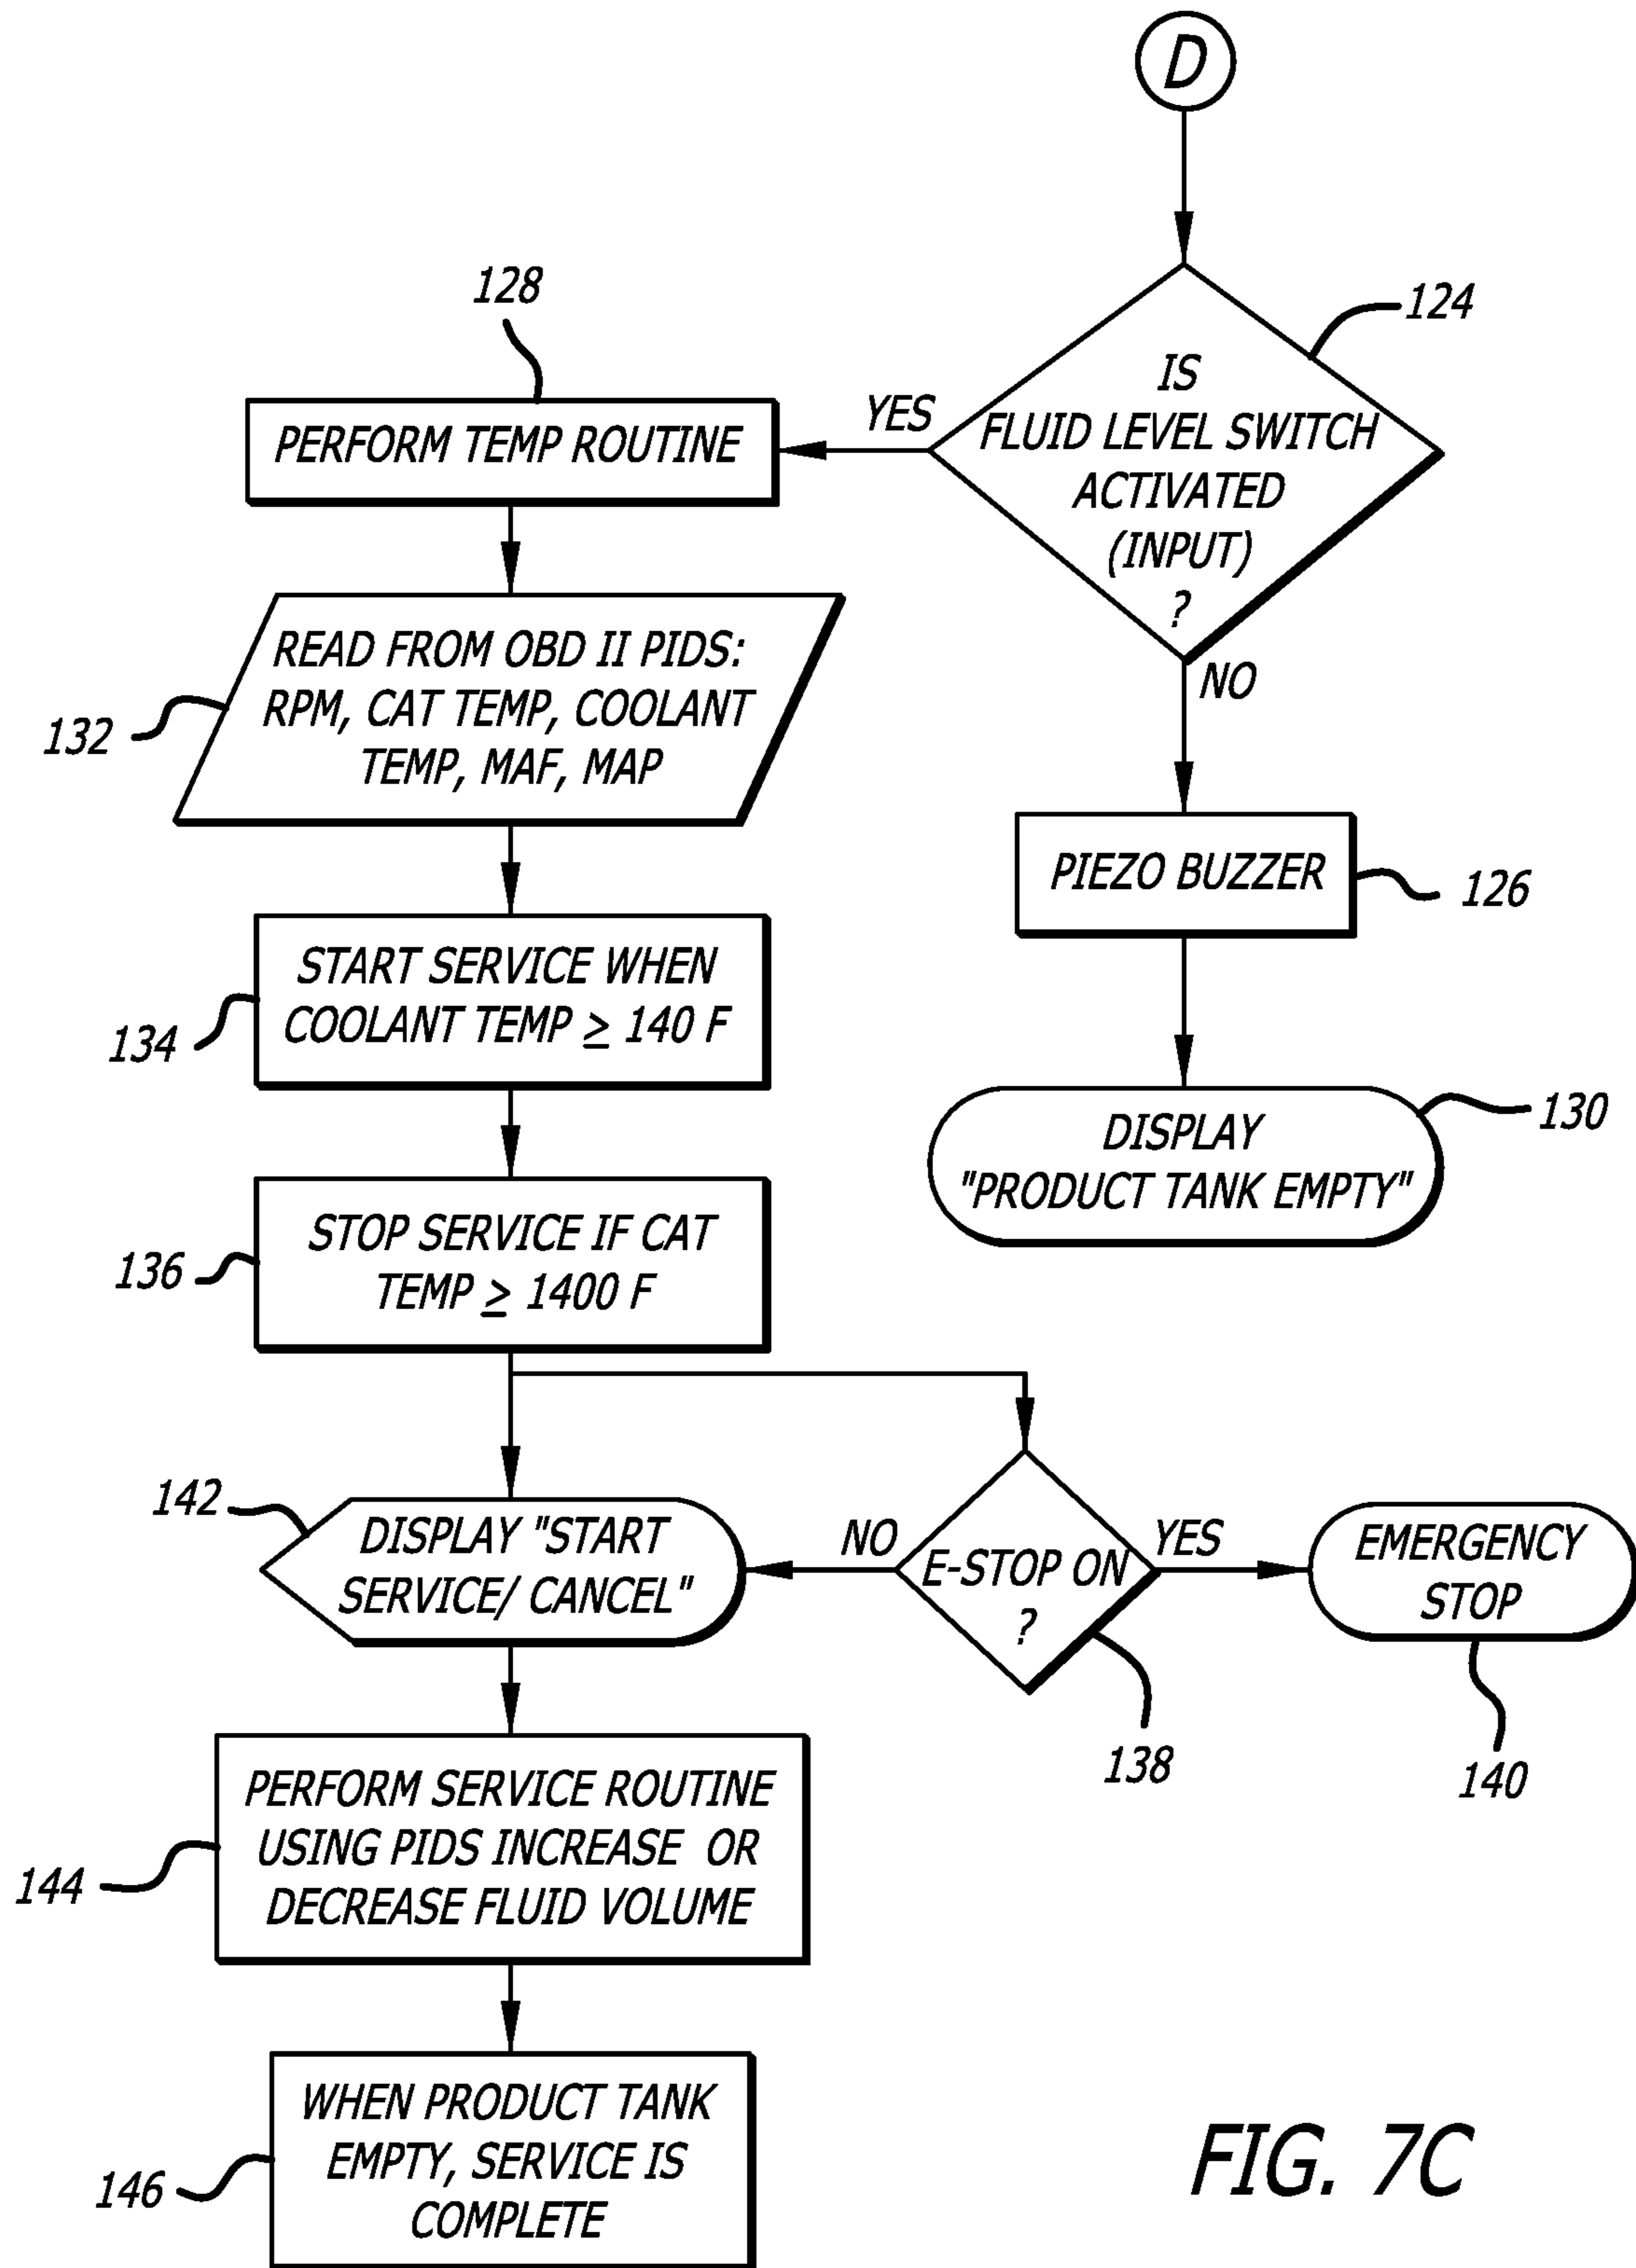 D
128
124
IS
FLUID LEVEL SWITCH
ACTIVATED
(INPUT)
?
YES
PERFORM TEMP ROUTINE
NO
132
READ FROM OBD II PIDS:
RPM, CAT TEMP, COOLANT
TEMP, MAF, MAP
PIEZO BUZZER
126
134
START SERVICE WHEN
COOLANT TEMP ≥ 140 F
DISPLAY
"PRODUCT TANK EMPTY"
130
136
STOP SERVICE IF CAT
TEMP ≥ 1400 F
142
DISPLAY "START
SERVICE/ CANCEL"
NO
E-STOP ON
?
YES
EMERGENCY
STOP
138
140
144
PERFORM SERVICE ROUTINE
USING PIDS INCREASE OR
DECREASE FLUID VOLUME
146
WHEN PRODUCT TANK
EMPTY, SERVICE IS
COMPLETE
FIG. 7C